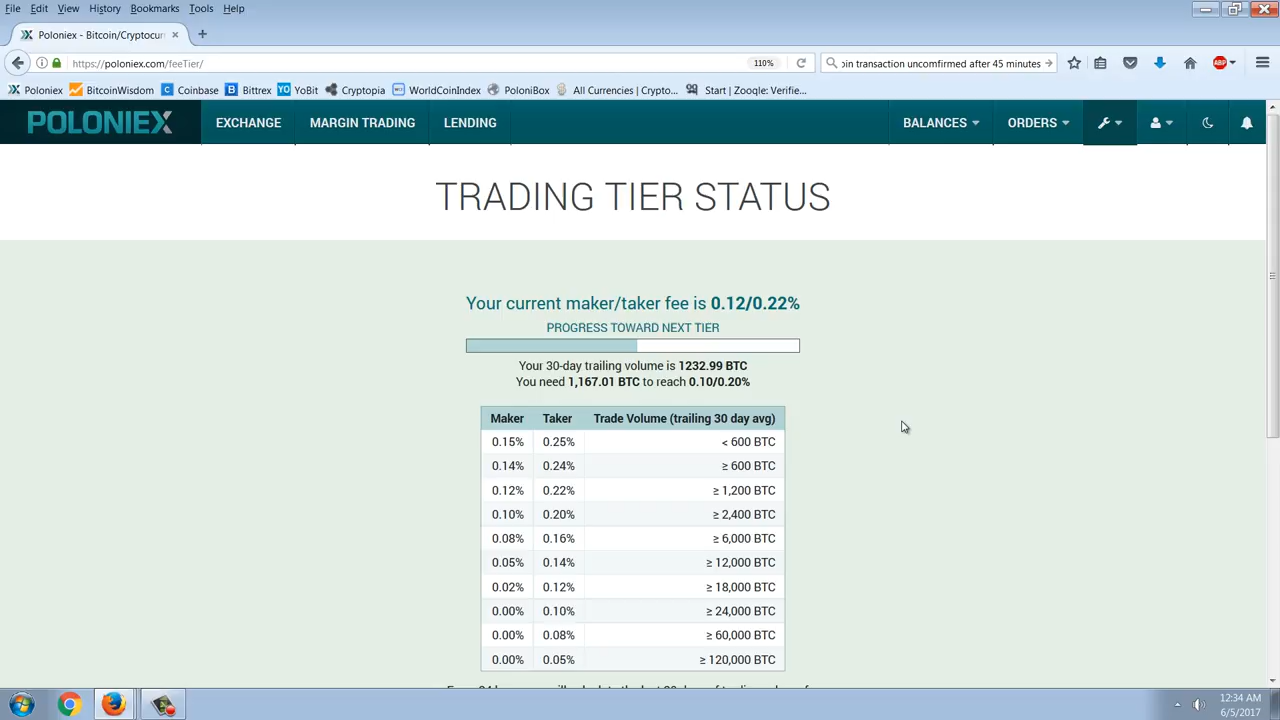 File Edit View History Bookmarks Tools Help
Poloniex - Bitcoin/Cryptocur
https://poloniex.com/feeTier/ 110% oin transaction uncomfirmed after 45 minutes
Poloniex BitcoinWisdom Coinbase Bittrex YoBit Cryptopia WorldCoinIndex PoloniBox All Currencies | Crypto... Start | Zooqle: Verifie...
POLONIEX EXCHANGE MARGIN TRADING LENDING BALANCES ORDERS
TRADING TIER STATUS
Your current maker/taker fee is 0.12/0.22%
PROGRESS TOWARD NEXT TIER
Your 30-day trailing volume is 1232.99 BTC
You need 1,167.01 BTC to reach 0.10/0.20%
Maker Taker Trade Volume (trailing 30 day avg)
0.15% 0.25% < 600 BTC
0.14% 0.24% ≥ 600 BTC
0.12% 0.22% ≥ 1,200 BTC
0.10% 0.20% ≥ 2,400 BTC
0.08% 0.16% ≥ 6,000 BTC
0.05% 0.14% ≥ 12,000 BTC
0.02% 0.12% ≥ 18,000 BTC
0.00% 0.10% ≥ 24,000 BTC
0.00% 0.08% ≥ 60,000 BTC
0.00% 0.05% ≥ 120,000 BTC
12:34 AM
6/5/2017